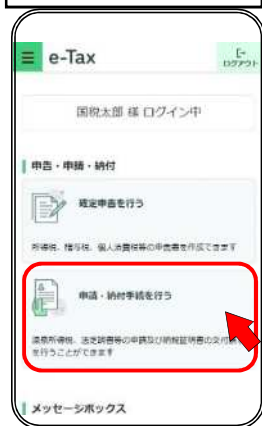 e-Tax
ログアウト
国税太郎 様 ログイン中
申告・申請・納付
確定申告を行う
所得税、贈与税、個人消費税等の申告書を作成できます
申請・納付手続を行う
源泉所得税、法定調書等の申請及び納税証明書の交付
を行うことができます
メッセージボックス